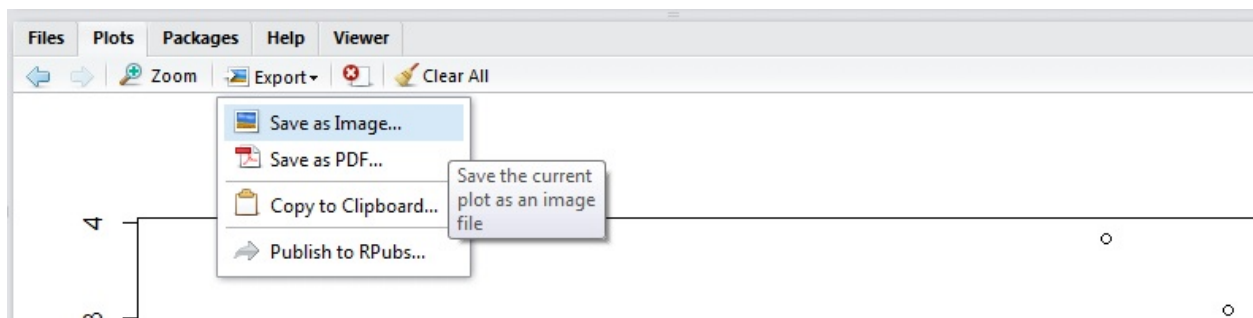 Files Plots Packages Help Viewer
Zoom Export Clear All
Save as Image...
Save as PDF...
Save the current
plot as an image
file
Copy to Clipboard...
Publish to RPubs...
4
3